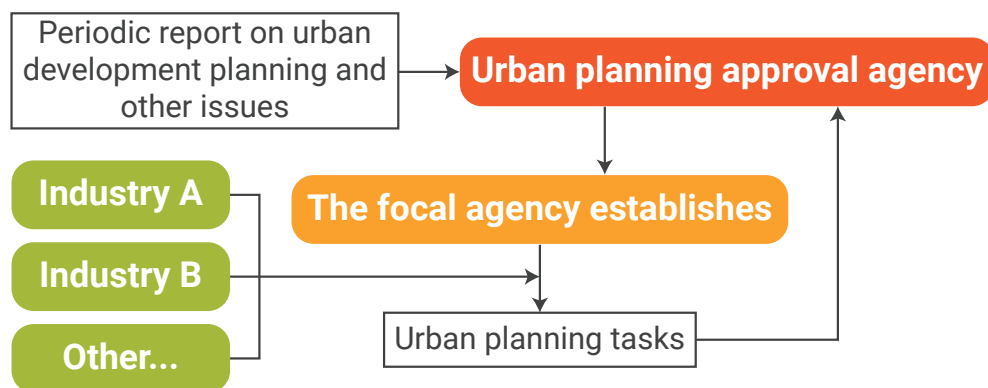 Periodic report on urban
development planning and
other issues
Urban planning approval agency
Industry A
The focal agency establishes
Industry B
Urban planning tasks
Other...